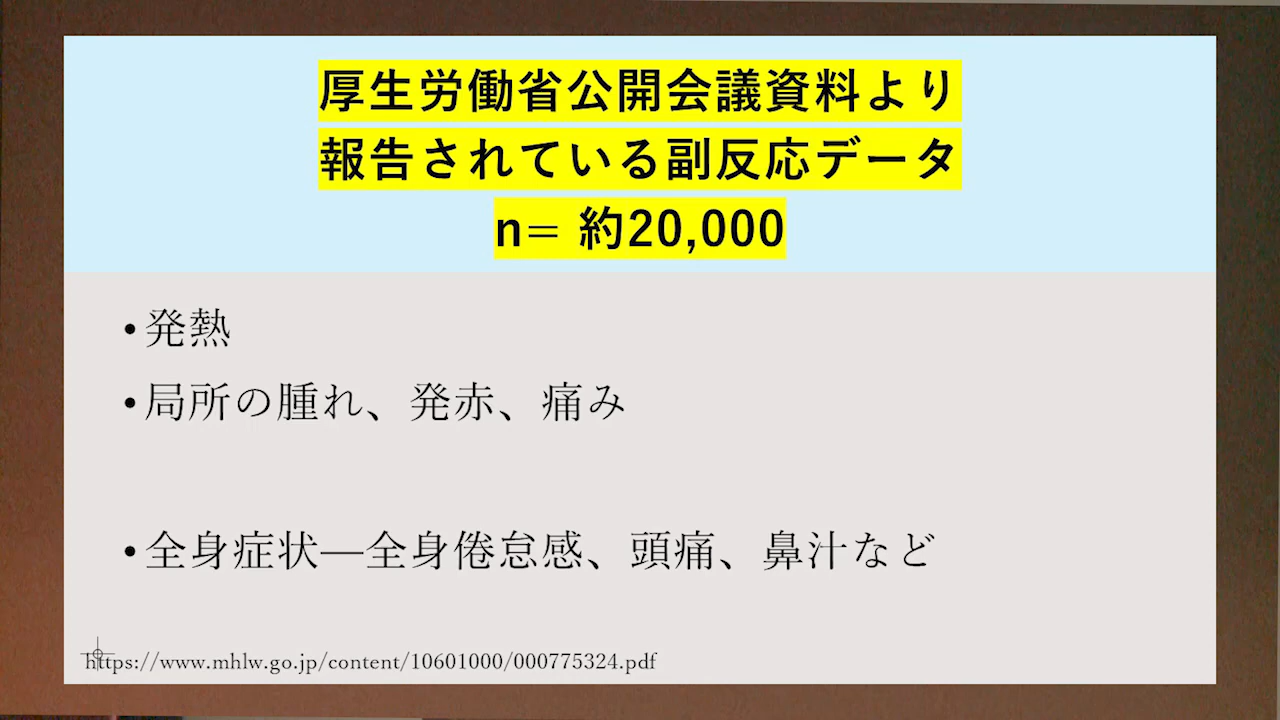 厚生労働省公開会議資料より
報告されている副反応データ
n= 約20,000
•発熱
•局所の腫れ、発赤、痛み
•全身症状―全身倦怠感、頭痛、鼻汁など
https://www.mhlw.go.jp/content/10601000/000775324.pdf